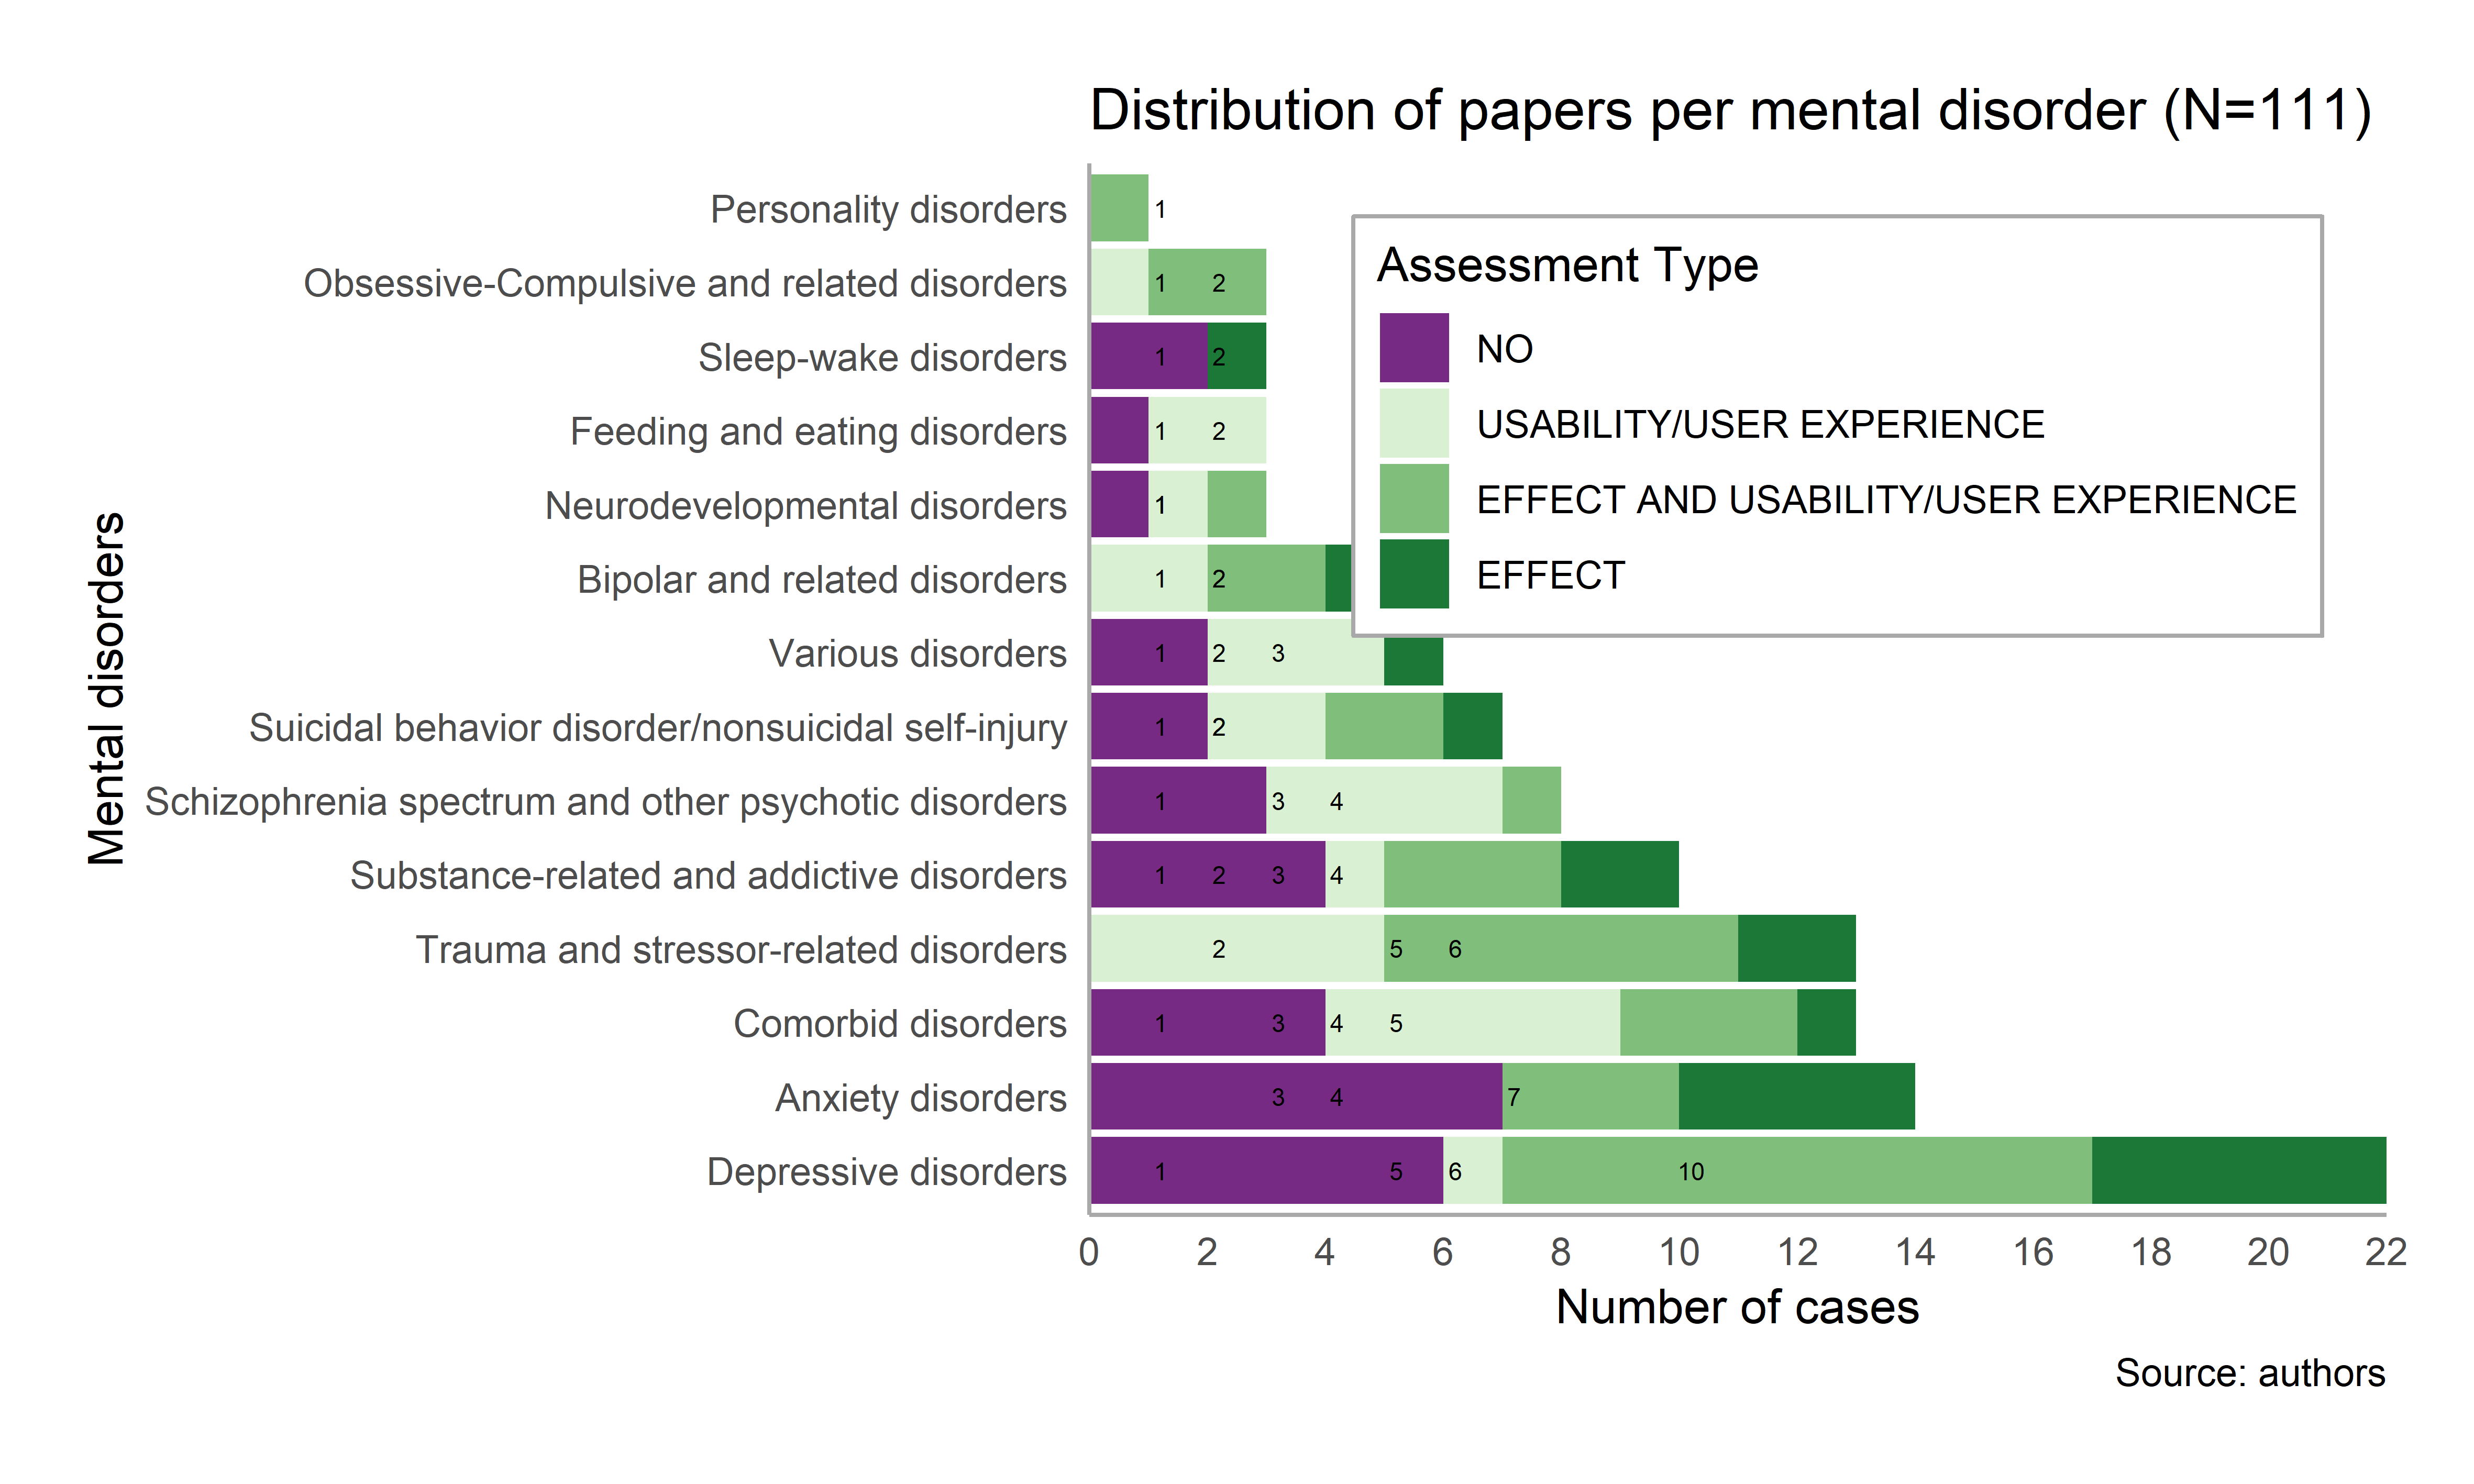 Distribution of papers per mental disorder (N=111)
Personality disorders 1
Obsessive-Compulsive and related disorders 1 2
Sleep-wake disorders 1 2
Feeding and eating disorders 1 2
Neurodevelopmental disorders 1
Bipolar and related disorders 1 2
Various disorders 1 2 3
Suicidal behavior disorder/nonsuicidal self-injury 1 2
Schizophrenia spectrum and other psychotic disorders 1 3 4
Substance-related and addictive disorders 1 2 3 4
Trauma and stressor-related disorders 2 5 6
Comorbid disorders 1 3 4 5
Anxiety disorders 3 4 7
Depressive disorders 1 5 6 10
Assessment Type
NO
USABILITY/USER EXPERIENCE
EFFECT AND USABILITY/USER EXPERIENCE
EFFECT
Mental disorders
0 2 4 6 8 10 12 14 16 18 20 22
Number of cases
Source: authors